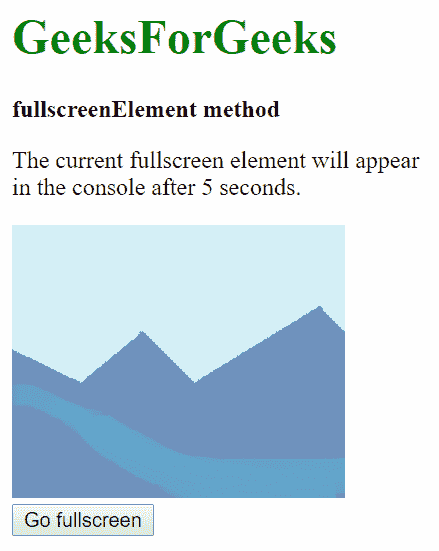 GeeksForGeeks
fullscreenElement method
The current fullscreen element will appear
in the console after 5 seconds.
Go fullscreen